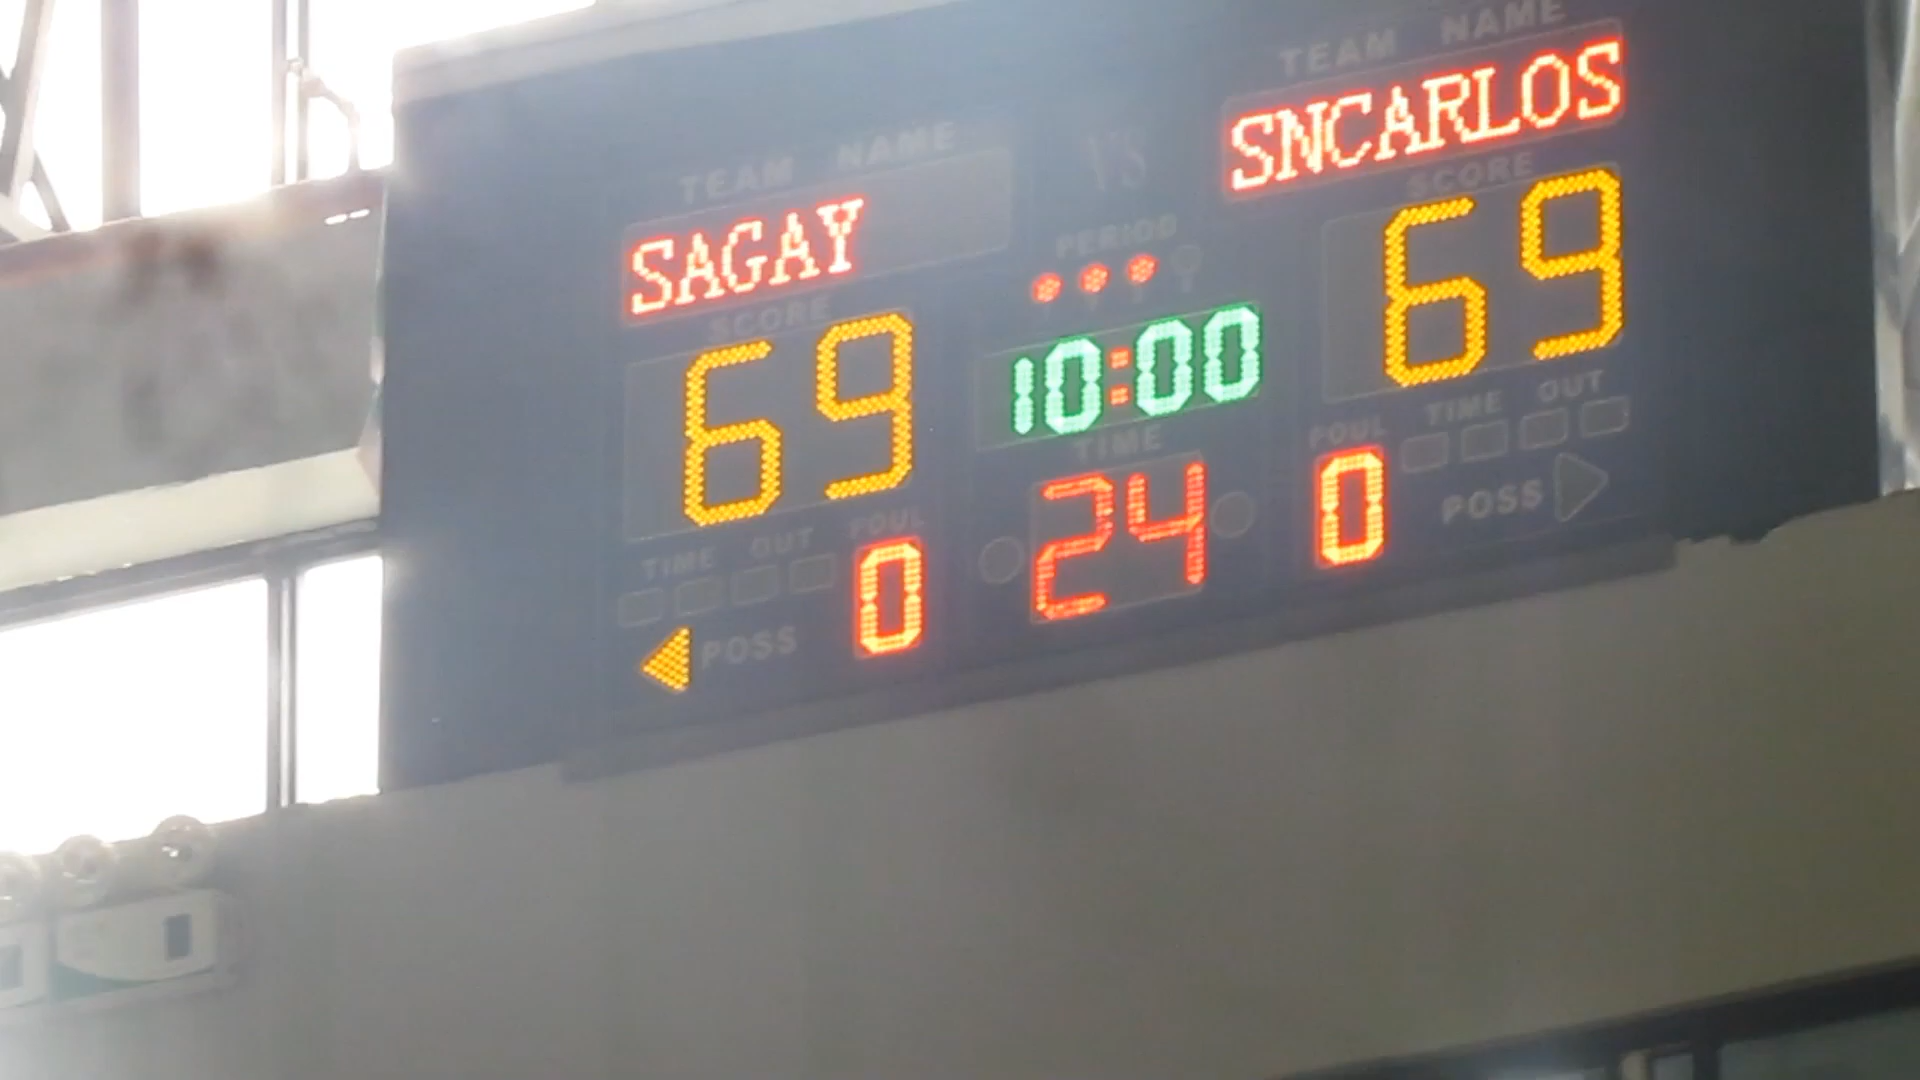 TEAM NAME
SAGAY
SCORE
69
TIME OUT
FOUL
0
POSS
VS
PERIOD
10:00
TIME
24
TEAM NAME
SNCARLOS
SCORE
69
FOUL
TIME OUT
0
POSS